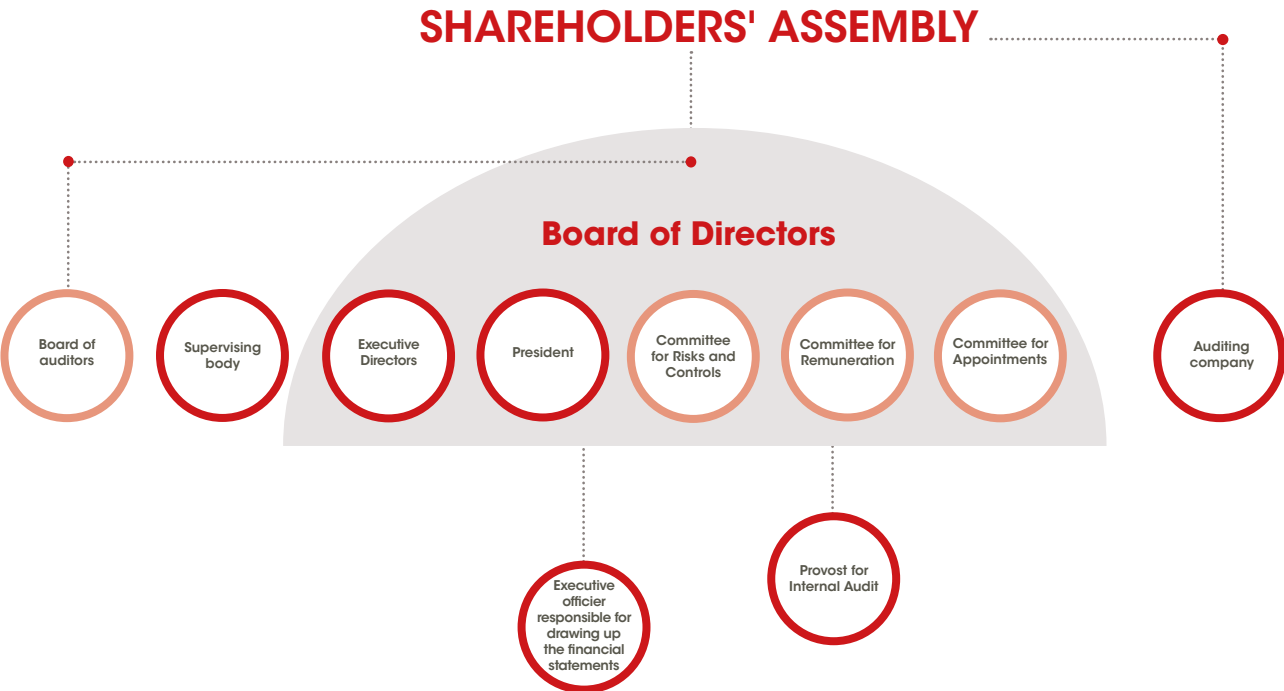 SHAREHOLDERS' ASSEMBLY
Board of Directors
Board of
auditors
Supervising
body
Executive
Directors
President
Committee
for Risks and
Controls
Committee for
Remuneration
Committee for
Appointments
Auditing
company
Executive
officier
responsible for
drawing up
the financial
statements
Provost for
Internal Audit